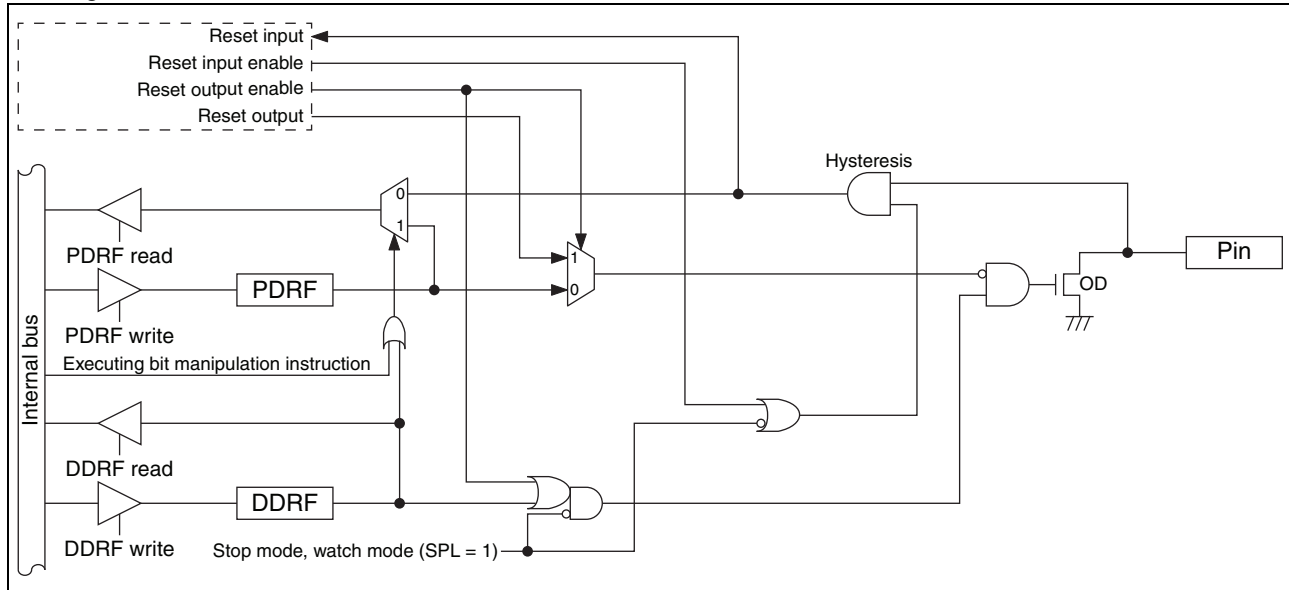 Reset input
Reset input enable
Reset output enable
Reset output
Hysteresis
0
1
PDRF read
1
0
Pin
OD
PDRF
PDRF write
Executing bit manipulation instruction
Internal bus
DDRF read
DDRF
DDRF write
Stop mode, watch mode (SPL = 1)